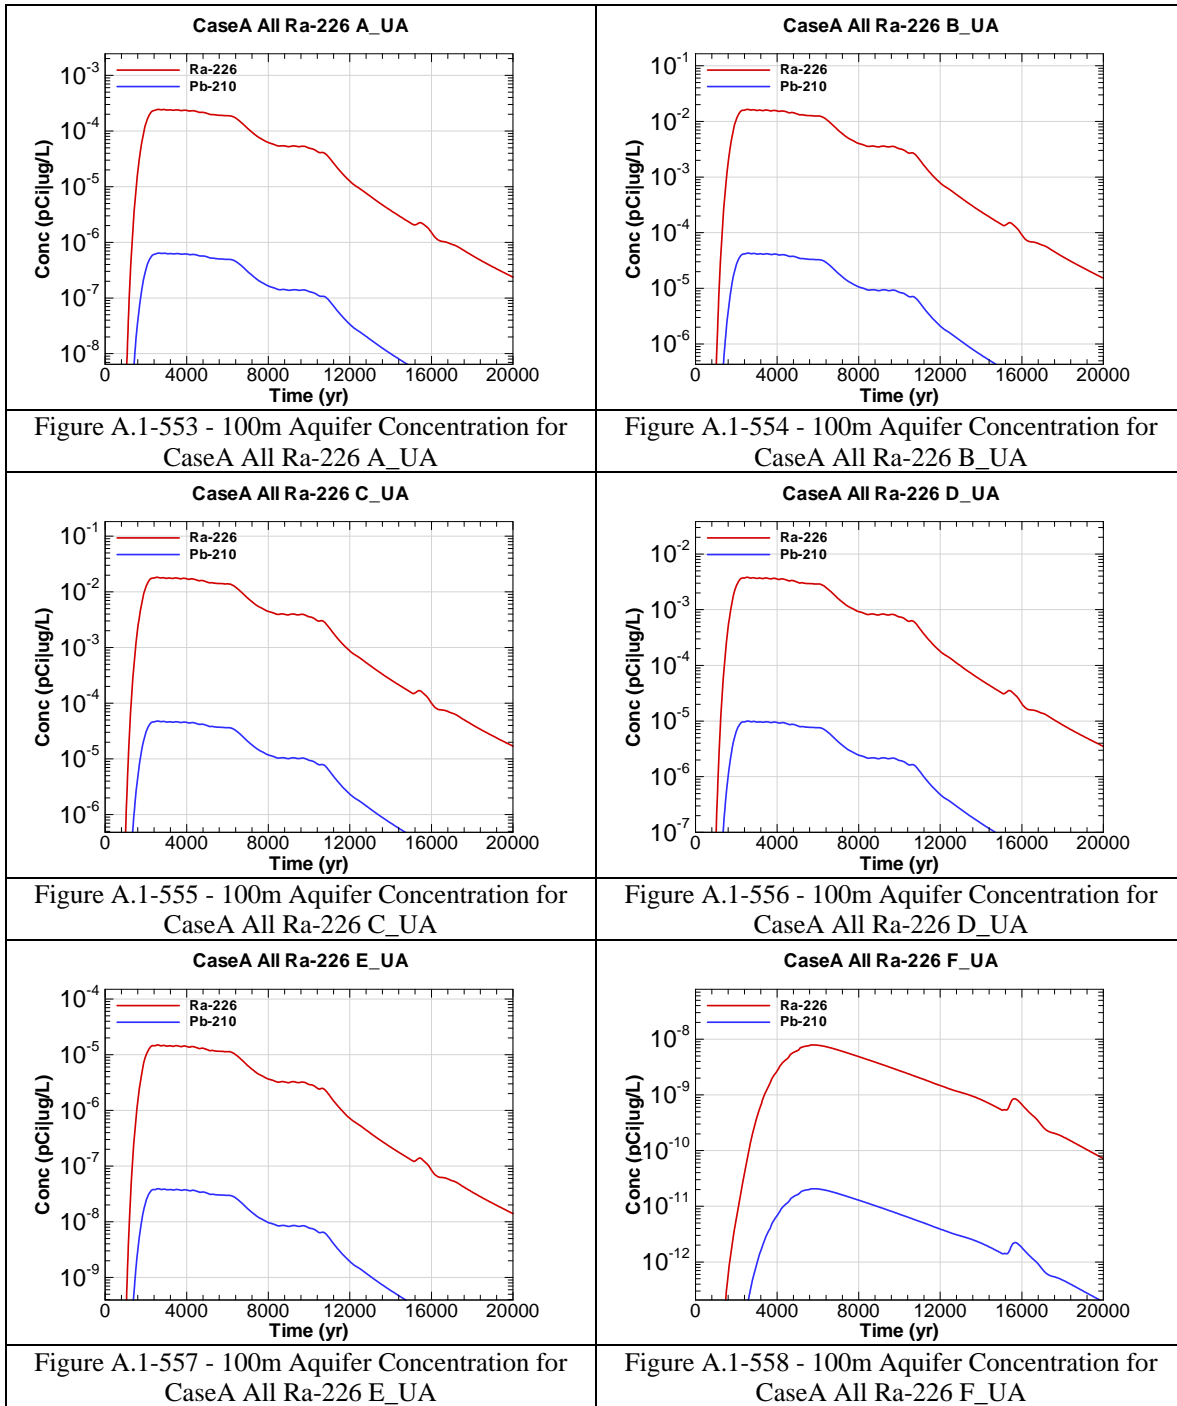 CaseA All Ra-226 A_UA
Conc (pCi|ug/L)
10-3
10-4
10-5
10-6
10-7
10-8
Ra-226
Pb-210
0 4000 8000 12000 16000 20000
Time (yr)
Figure A.1-553 - 100m Aquifer Concentration for
CaseA All Ra-226 A_UA
CaseA All Ra-226 B_UA
Conc (pCi|ug/L)
10-1
10-2
10-3
10-4
10-5
10-6
Ra-226
Pb-210
0 4000 8000 12000 16000 20000
Time (yr)
Figure A.1-554 - 100m Aquifer Concentration for
CaseA All Ra-226 B_UA
CaseA All Ra-226 C_UA
Conc (pCi|ug/L)
10-1
10-2
10-3
10-4
10-5
10-6
Ra-226
Pb-210
0 4000 8000 12000 16000 20000
Time (yr)
Figure A.1-555 - 100m Aquifer Concentration for
CaseA All Ra-226 C_UA
CaseA All Ra-226 D_UA
Conc (pCi|ug/L)
10-2
10-3
10-4
10-5
10-6
10-7
Ra-226
Pb-210
0 4000 8000 12000 16000 20000
Time (yr)
Figure A.1-556 - 100m Aquifer Concentration for
CaseA All Ra-226 D_UA
CaseA All Ra-226 E_UA
Conc (pCi|ug/L)
10-4
10-5
10-6
10-7
10-8
10-9
Ra-226
Pb-210
0 4000 8000 12000 16000 20000
Time (yr)
Figure A.1-557 - 100m Aquifer Concentration for
CaseA All Ra-226 E_UA
CaseA All Ra-226 F_UA
Conc (pCi|ug/L)
10-8
10-9
10-10
10-11
10-12
Ra-226
Pb-210
0 4000 8000 12000 16000 20000
Time (yr)
Figure A.1-558 - 100m Aquifer Concentration for
CaseA All Ra-226 F_UA